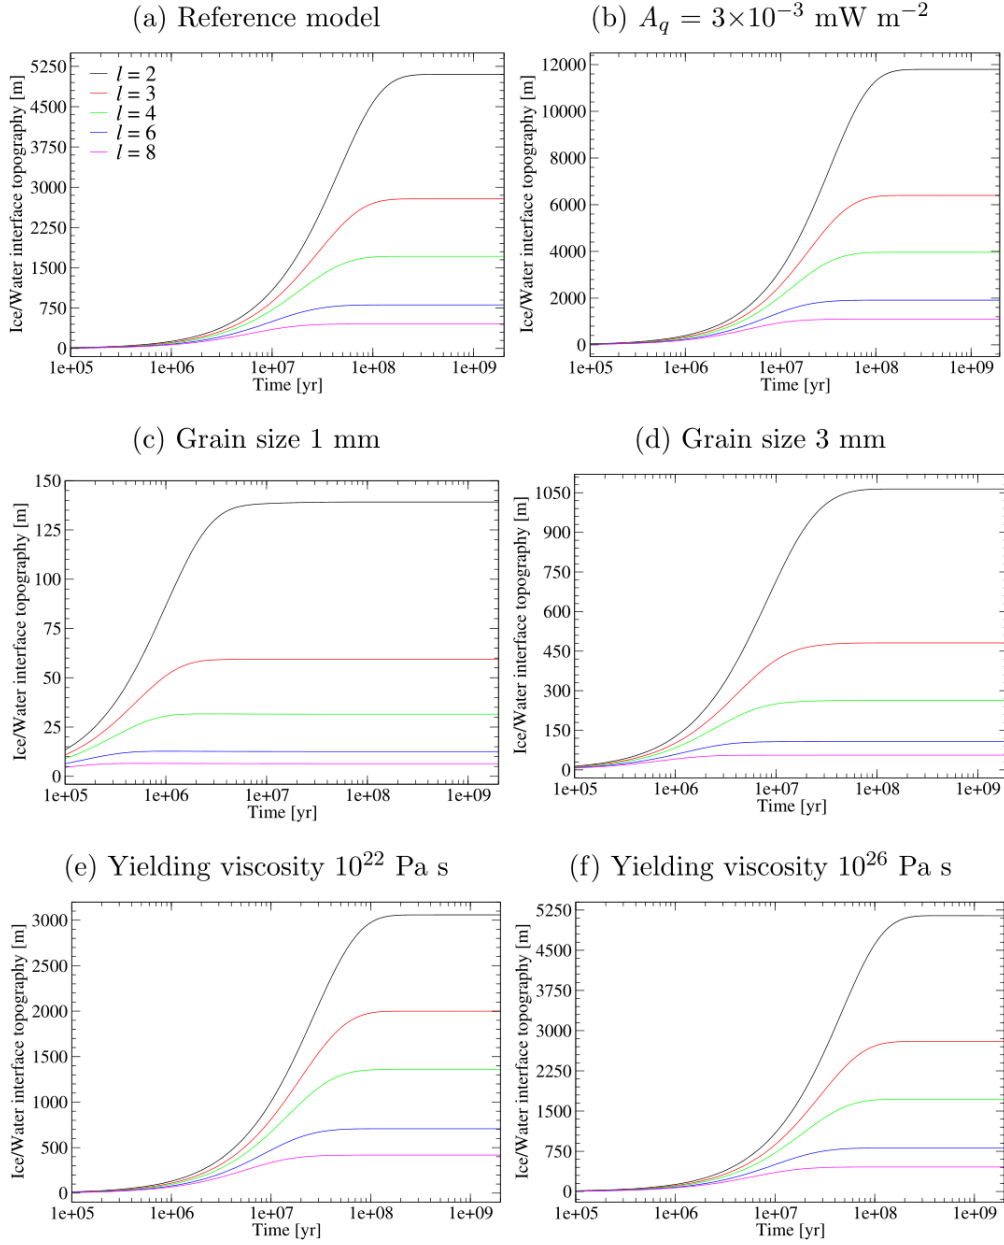 (a) Reference model
Ice/Water interface topography [m]
5250
4500
3750
3000
2250
1500
750
0
l = 2
l = 3
l = 4
l = 6
l = 8
1e+05 1e+06 1e+07 1e+08 1e+09
Time [yr]
(b) A_q = 3×10⁻³ mW m⁻²
Ice/Water interface topography [m]
12000
10000
8000
6000
4000
2000
0
1e+05 1e+06 1e+07 1e+08 1e+09
Time [yr]
(c) Grain size 1 mm
Ice/Water interface topography [m]
150
125
100
75
50
25
0
1e+05 1e+06 1e+07 1e+08 1e+09
Time [yr]
(d) Grain size 3 mm
Ice/Water interface topography [m]
1050
900
750
600
450
300
150
0
1e+05 1e+06 1e+07 1e+08 1e+09
Time [yr]
(e) Yielding viscosity 10²² Pa s
Ice/Water interface topography [m]
3000
2500
2000
1500
1000
500
0
1e+05 1e+06 1e+07 1e+08 1e+09
Time [yr]
(f) Yielding viscosity 10²⁶ Pa s
Ice/Water interface topography [m]
5250
4500
3750
3000
2250
1500
750
0
1e+05 1e+06 1e+07 1e+08 1e+09
Time [yr]